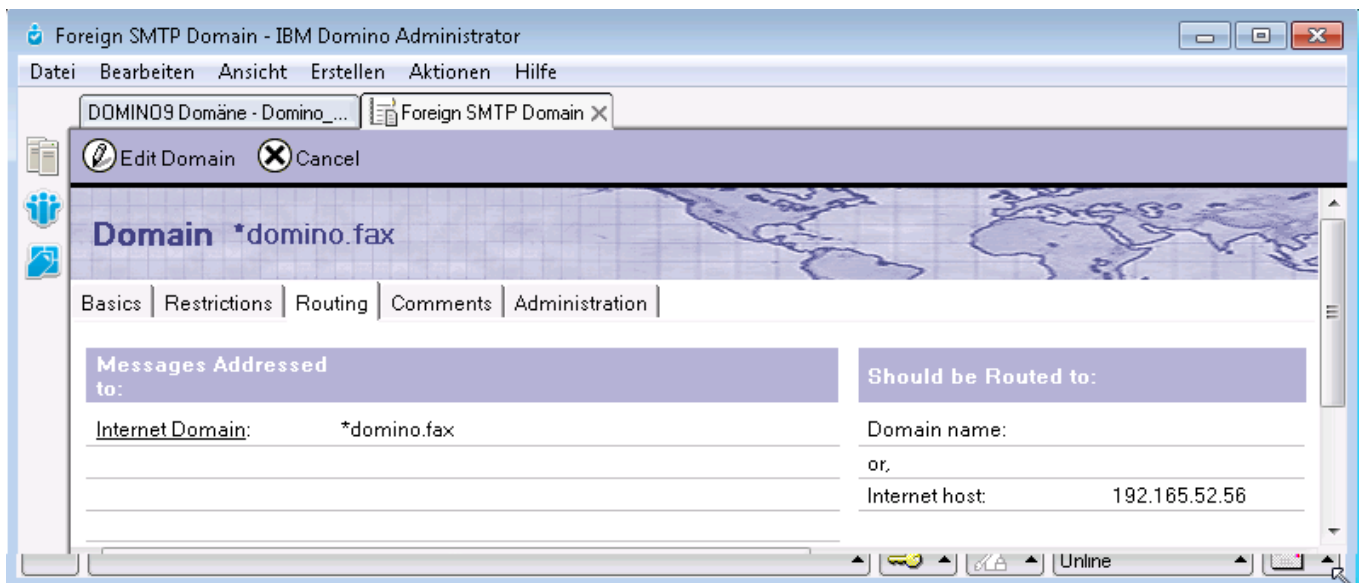 Foreign SMTP Domain - IBM Domino Administrator
Datei Bearbeiten Ansicht Erstellen Aktionen Hilfe
DOMINO9 Domäne - Domino_... Foreign SMTP Domain
Edit Domain Cancel
Domain *domino.fax
Basics Restrictions Routing Comments Administration
Messages Addressed
to:
Should be Routed to:
Internet Domain: *domino.fax
Domain name:
or,
Internet host: 192.165.52.56
Online